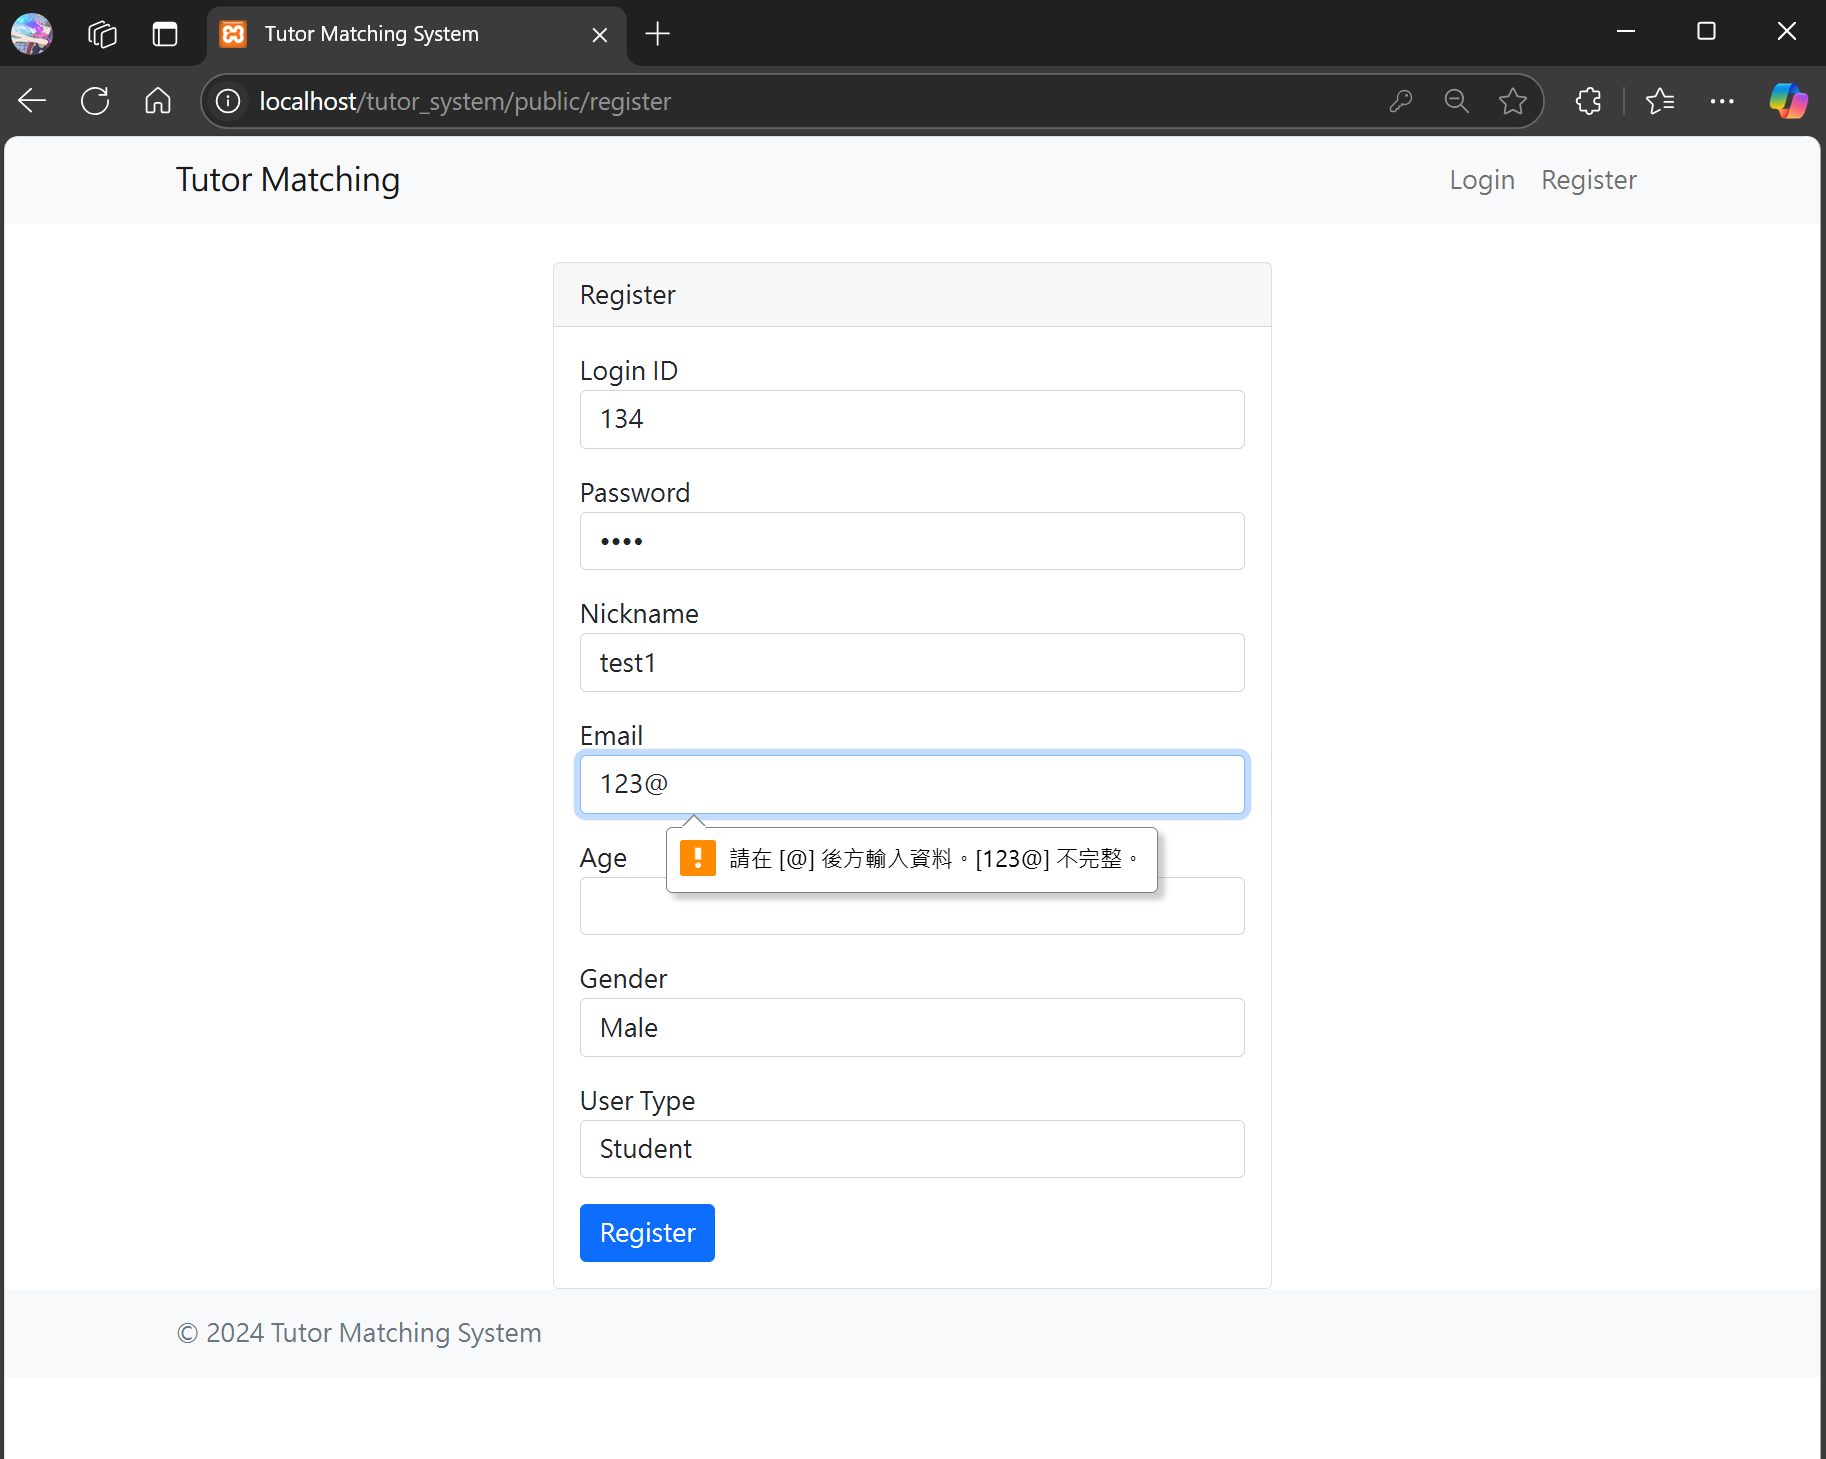 Tutor Matching System
localhost/tutor_system/public/register
Tutor Matching
Login Register
Register
Login ID
134
Password
••••
Nickname
test1
Email
123@
請在 [@] 後方輸入資料。[123@] 不完整。
Age
Gender
Male
User Type
Student
Register
© 2024 Tutor Matching System